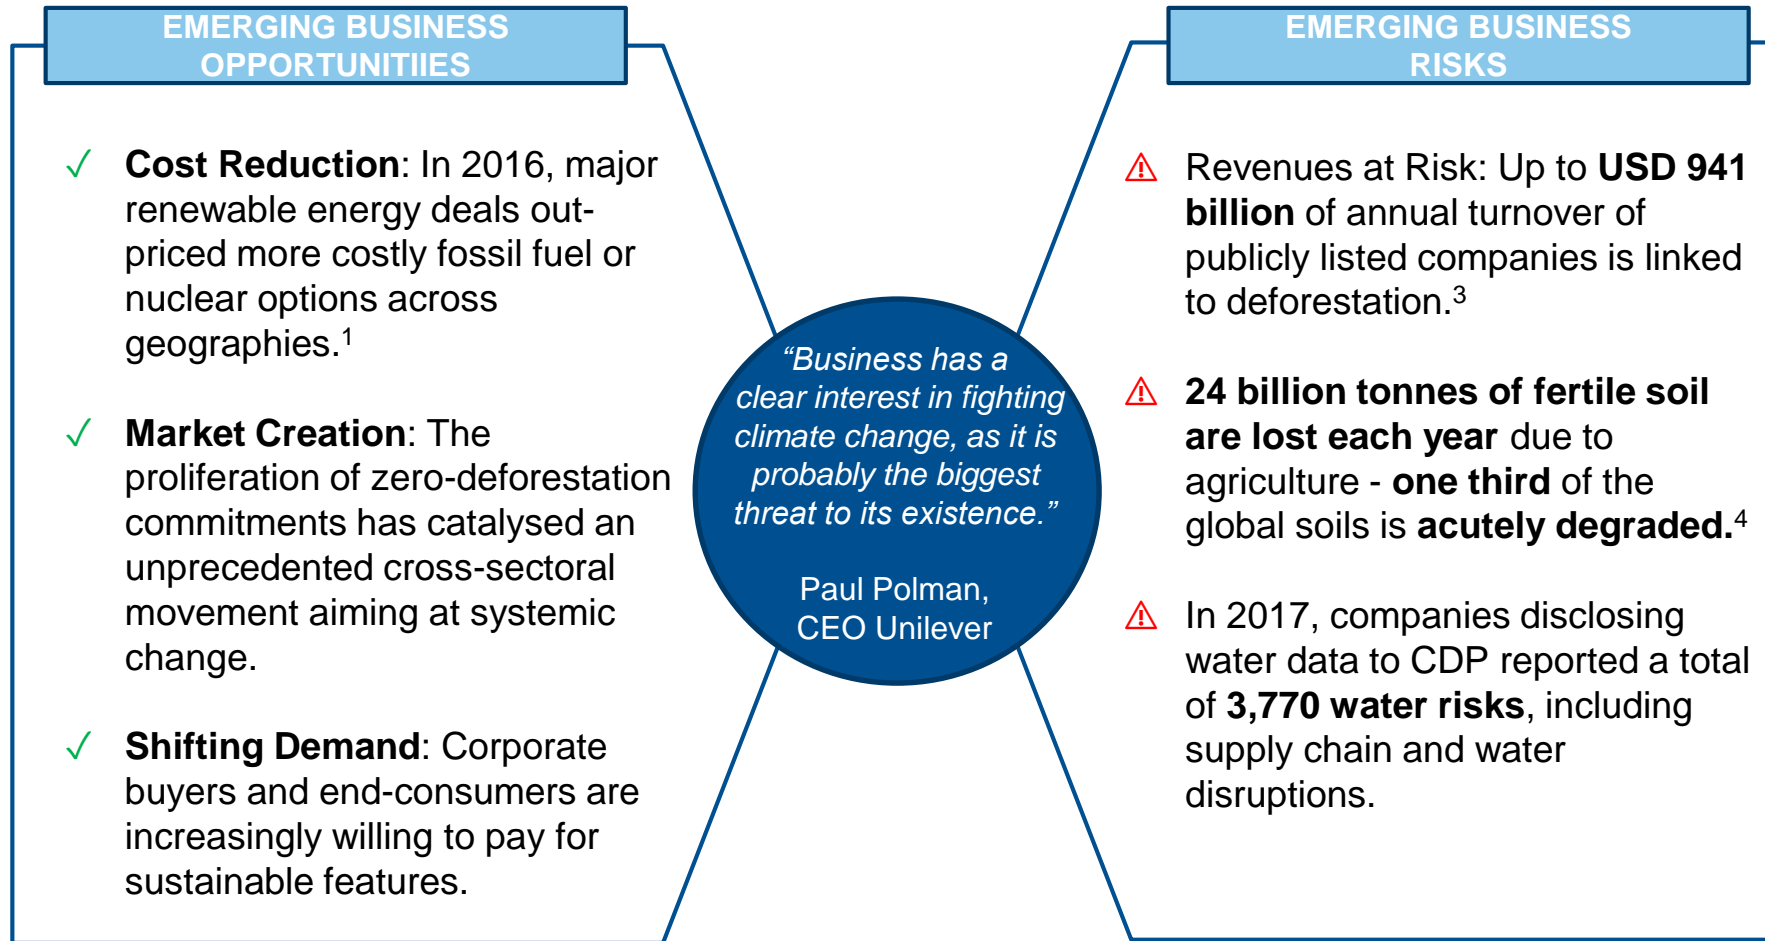 EMERGING BUSINESS
OPPORTUNITIIES
✓ Cost Reduction: In 2016, major
renewable energy deals out-
priced more costly fossil fuel or
nuclear options across
geographies.¹
✓ Market Creation: The
proliferation of zero-deforestation
commitments has catalysed an
unprecedented cross-sectoral
movement aiming at systemic
change.
✓ Shifting Demand: Corporate
buyers and end-consumers are
increasingly willing to pay for
sustainable features.
“Business has a
clear interest in fighting
climate change, as it is
probably the biggest
threat to its existence.”
Paul Polman,
CEO Unilever
EMERGING BUSINESS
RISKS
⚠ Revenues at Risk: Up to USD 941
billion of annual turnover of
publicly listed companies is linked
to deforestation.³
⚠ 24 billion tonnes of fertile soil
are lost each year due to
agriculture - one third of the
global soils is acutely degraded.⁴
⚠ In 2017, companies disclosing
water data to CDP reported a total
of 3,770 water risks, including
supply chain and water
disruptions.